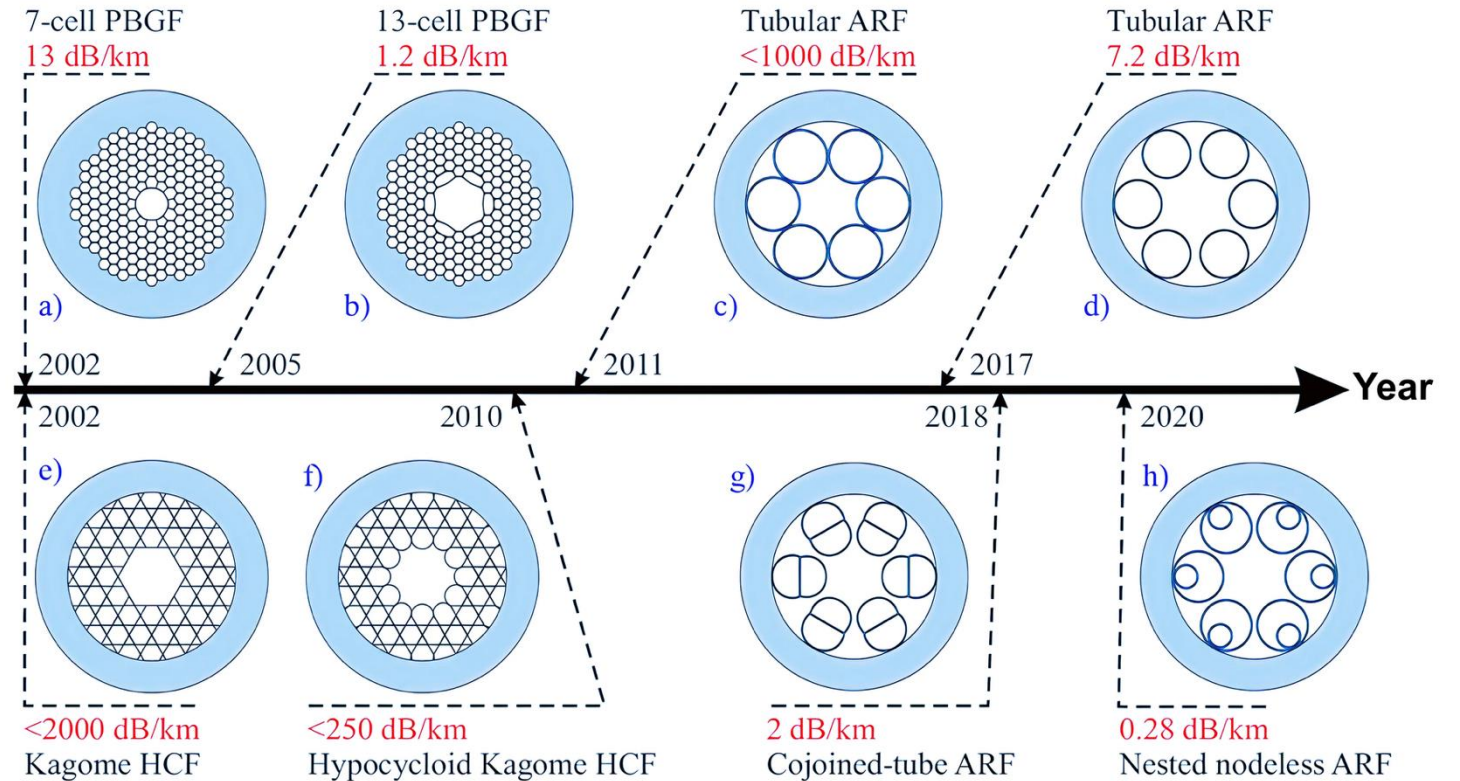 7-cell PBGF
13 dB/km
13-cell PBGF
1.2 dB/km
Tubular ARF
<1000 dB/km
Tubular ARF
7.2 dB/km
a)
b)
c)
d)
2002
2005
2011
2017
Year
2002
2010
2018
2020
e)
f)
g)
h)
<2000 dB/km
Kagome HCF
<250 dB/km
Hypocycloid Kagome HCF
2 dB/km
Cojoined-tube ARF
0.28 dB/km
Nested nodeless ARF